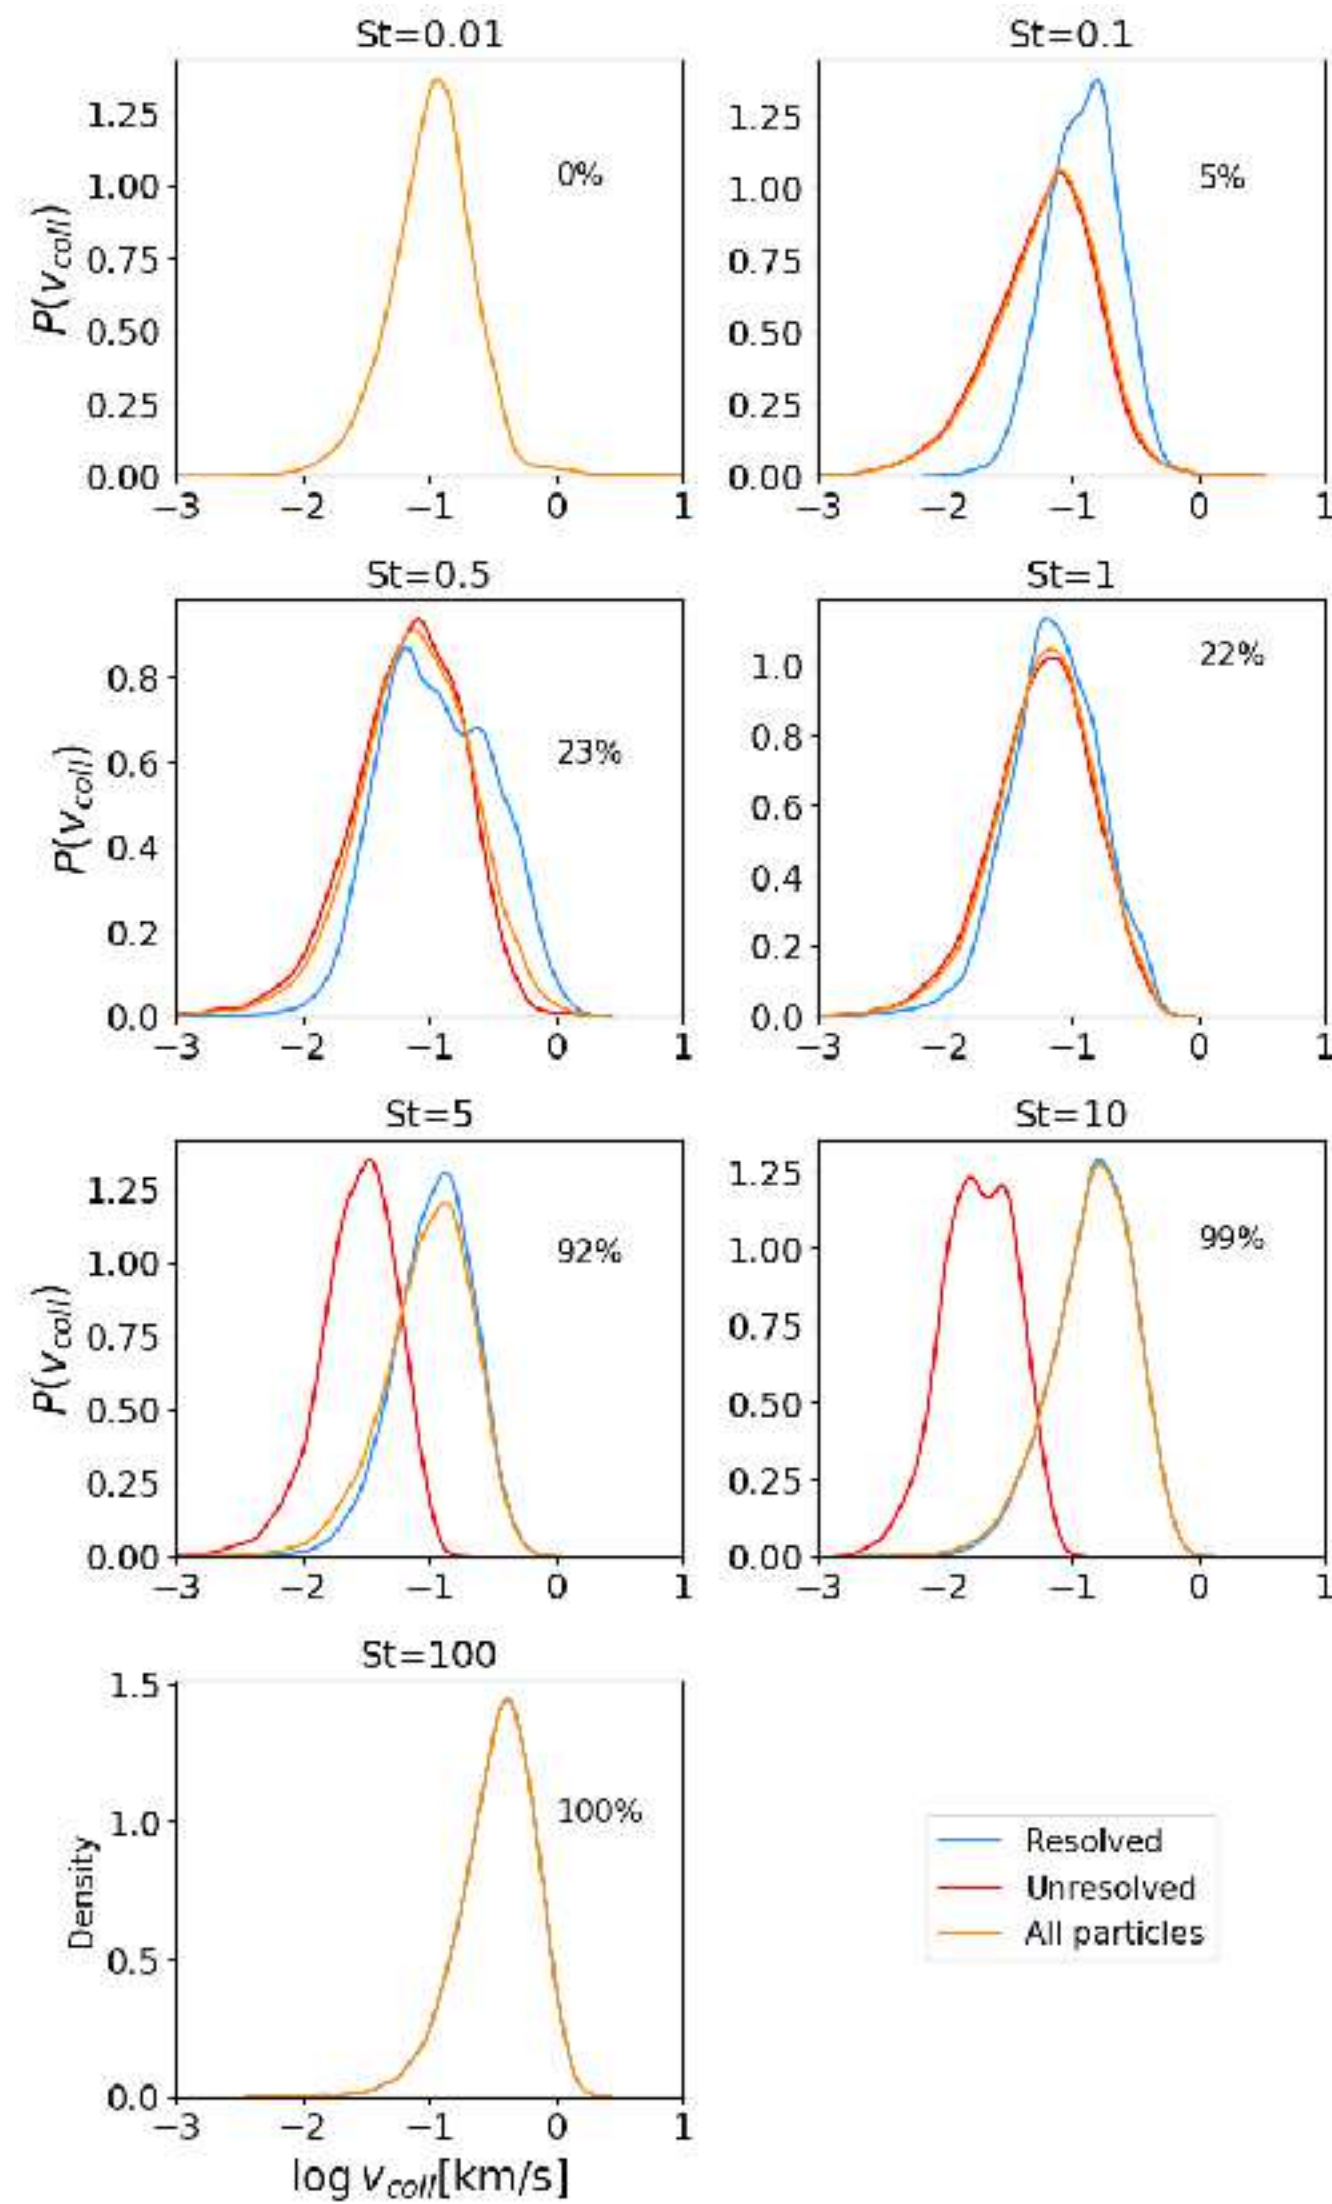 St=0.01
1.25
1.00
0.75
0.50
0.25
0.00
P(v_coll)
0%
−3 −2 −1 0 1
St=0.1
1.25
1.00
0.75
0.50
0.25
0.00
5%
−3 −2 −1 0 1
St=0.5
0.8
0.6
0.4
0.2
0.0
P(v_coll)
23%
−3 −2 −1 0 1
St=1
1.0
0.8
0.6
0.4
0.2
0.0
22%
−3 −2 −1 0 1
St=5
1.25
1.00
0.75
0.50
0.25
0.00
P(v_coll)
92%
−3 −2 −1 0 1
St=10
1.25
1.00
0.75
0.50
0.25
0.00
99%
−3 −2 −1 0 1
St=100
1.5
1.0
0.5
0.0
Density
100%
−3 −2 −1 0 1
log v_coll[km/s]
Resolved
Unresolved
All particles